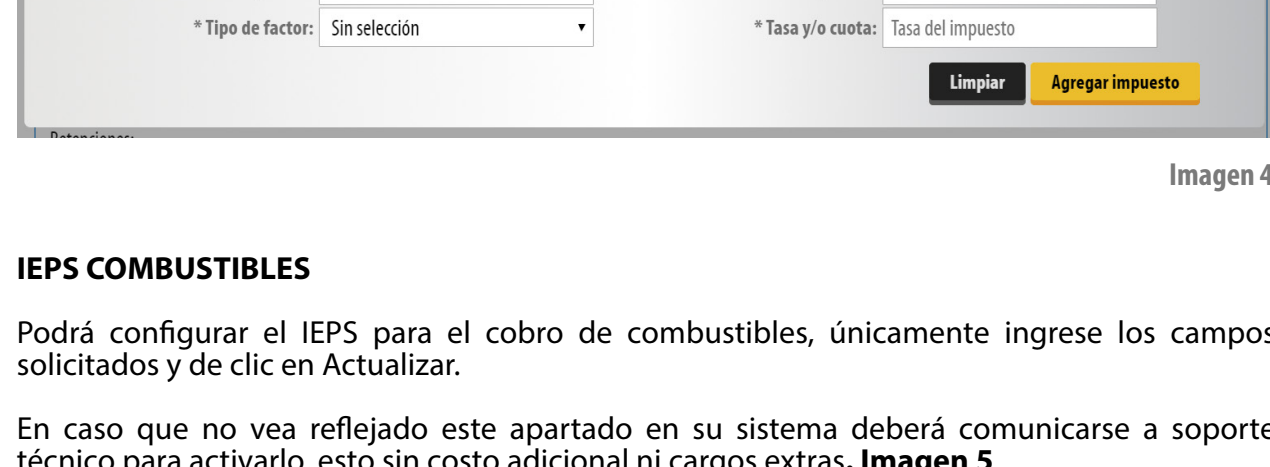 * Tipo de factor: Sin selección * Tasa y/o cuota: Tasa del impuesto
Limpiar Agregar impuesto
Retenciones:
Imagen 4
IEPS COMBUSTIBLES
Podrá configurar el IEPS para el cobro de combustibles, únicamente ingrese los campos
solicitados y de clic en Actualizar.
En caso que no vea reflejado este apartado en su sistema deberá comunicarse a soporte
técnico para activarlo, esto sin costo adicional ni cargos extras. Imagen 5